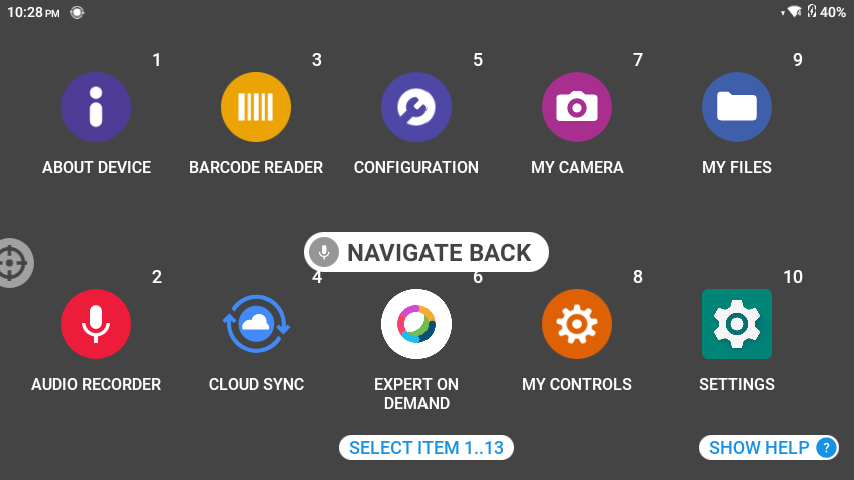 10:28 PM
40%
1
3
5
7
9
ABOUT DEVICE
BARCODE READER
CONFIGURATION
MY CAMERA
MY FILES
NAVIGATE BACK
2
4
6
8
10
AUDIO RECORDER
CLOUD SYNC
EXPERT ON
DEMAND
MY CONTROLS
SETTINGS
SELECT ITEM 1..13
SHOW HELP ?